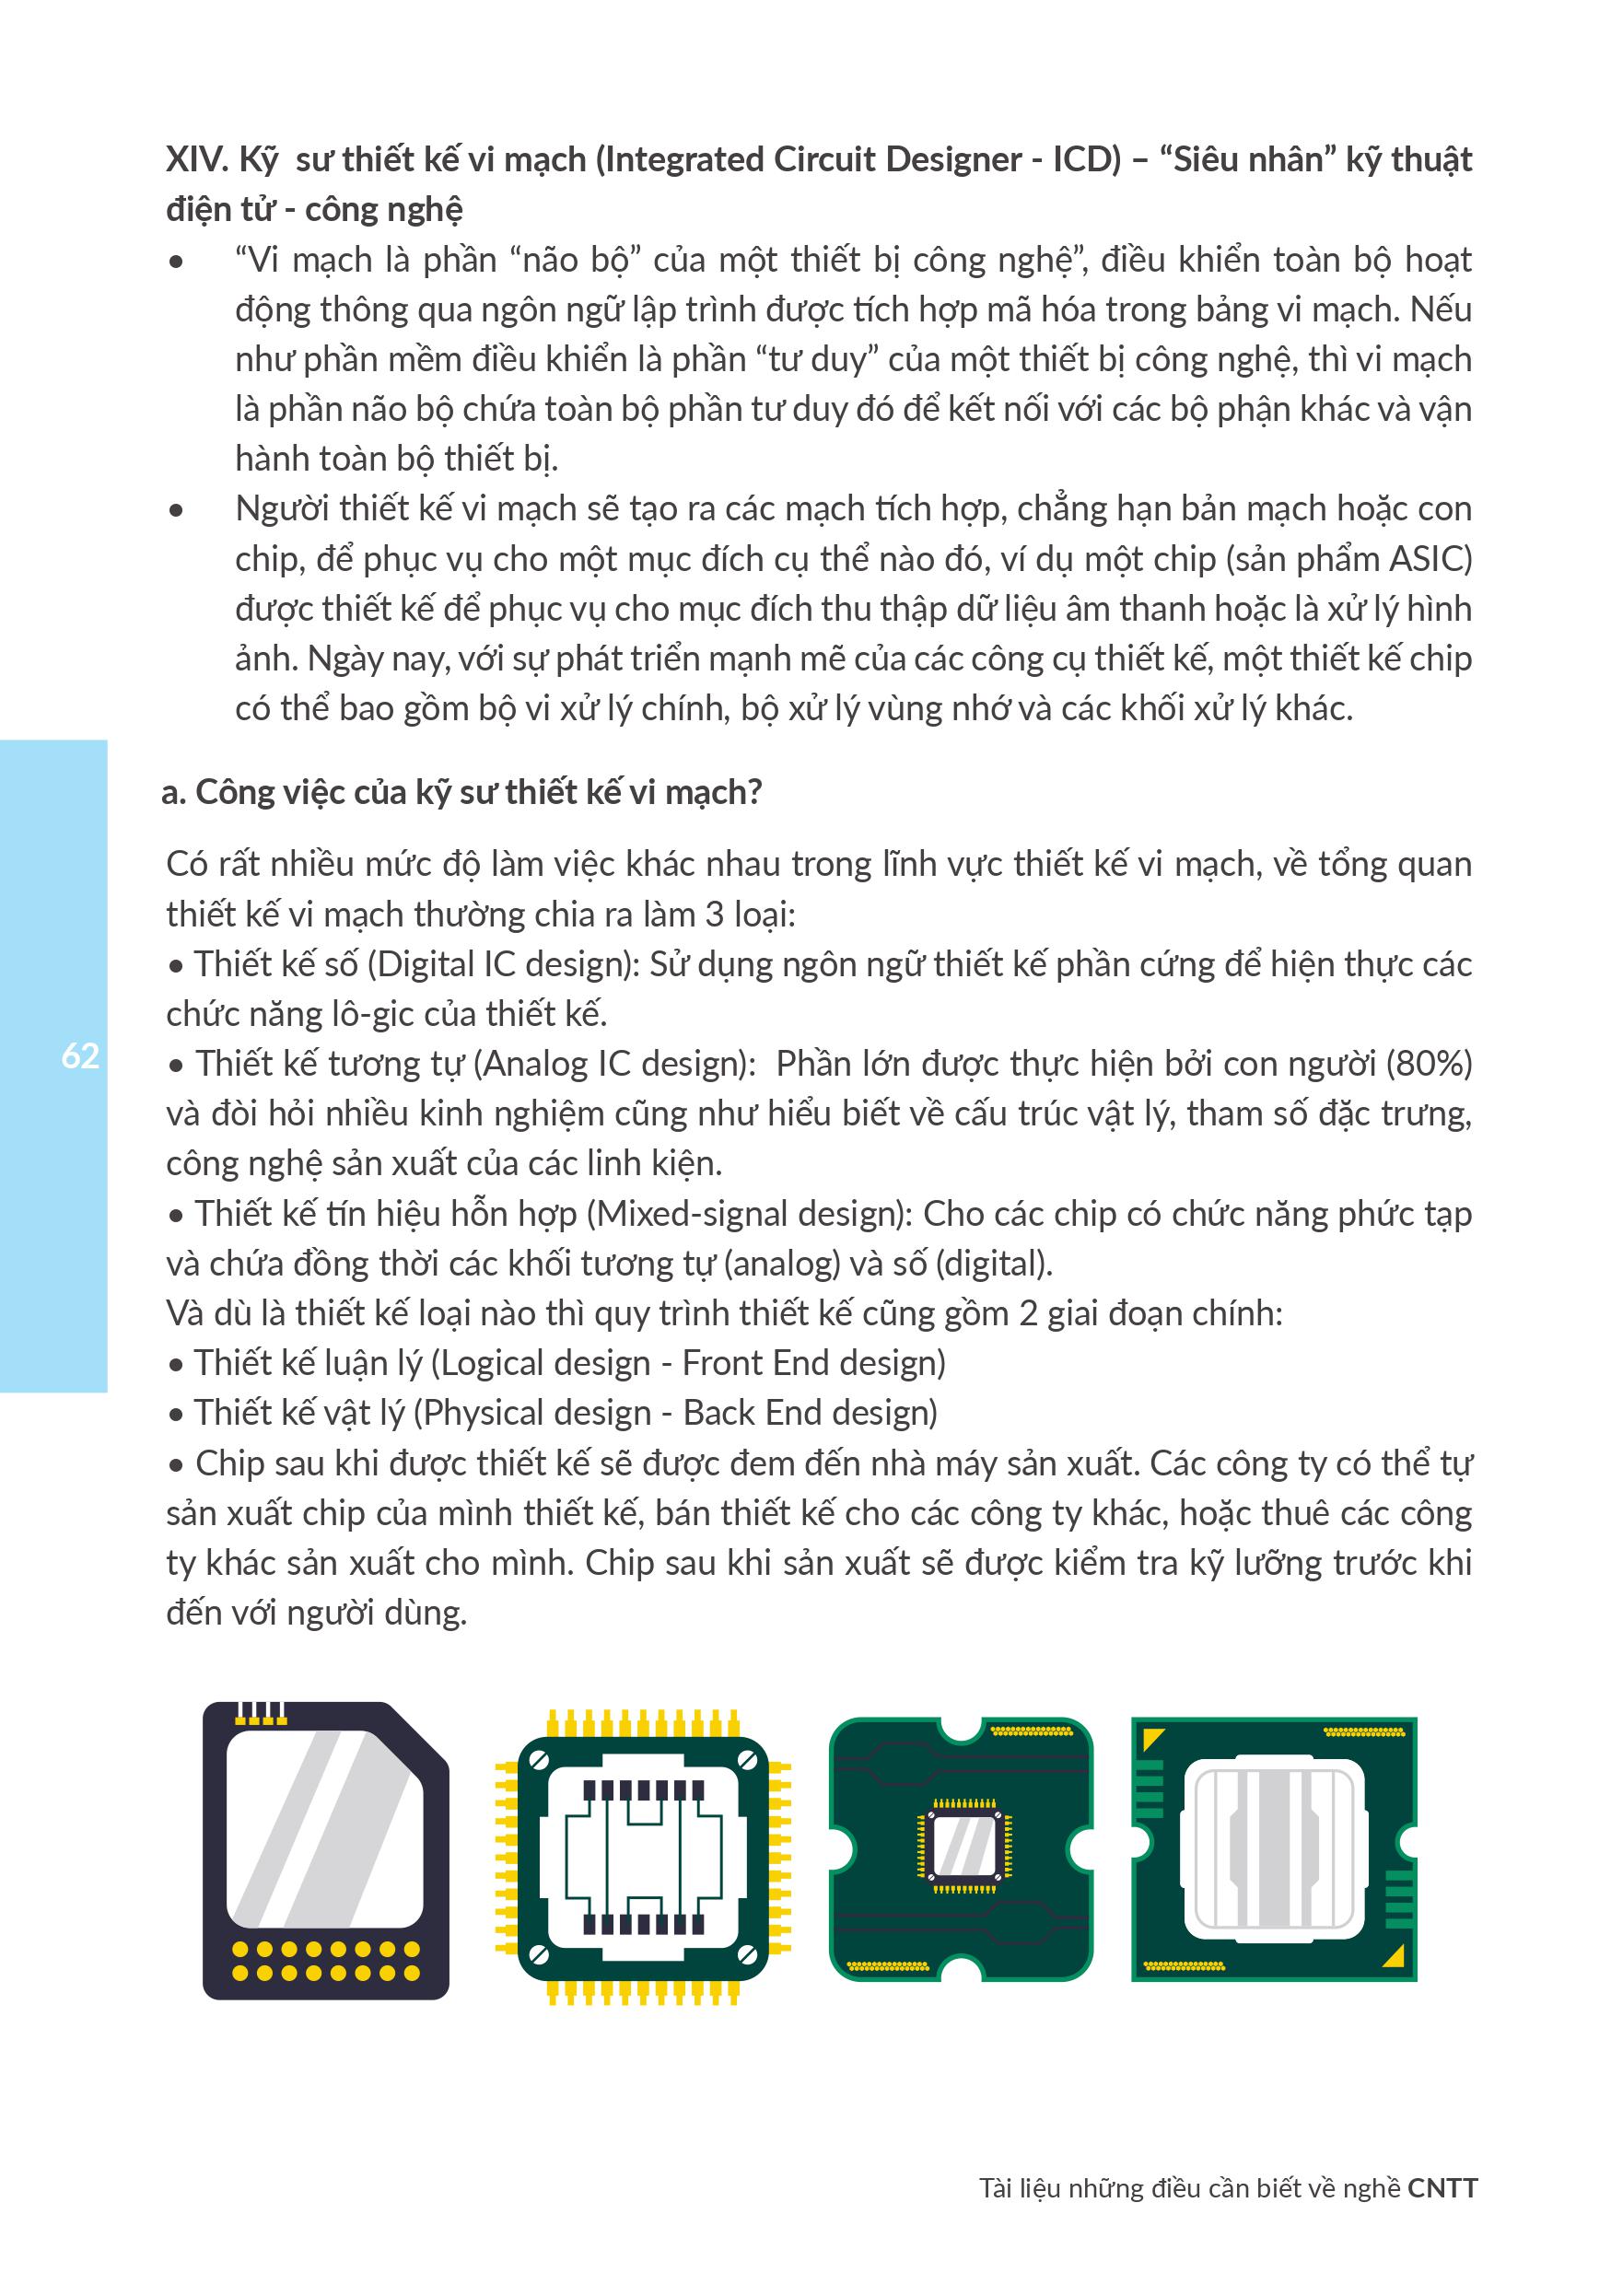 XIV. Kỹ  sư thiết kế vi mạch (Integrated Circuit Designer - ICD) – “Siêu nhân” kỹ thuật
điện tử - công nghệ
• “Vi mạch là phần “não bộ” của một thiết bị công nghệ”, điều khiển toàn bộ hoạt
động thông qua ngôn ngữ lập trình được tích hợp mã hóa trong bảng vi mạch. Nếu
như phần mềm điều khiển là phần “tư duy” của một thiết bị công nghệ, thì vi mạch
là phần não bộ chứa toàn bộ phần tư duy đó để kết nối với các bộ phận khác và vận
hành toàn bộ thiết bị.
• Người thiết kế vi mạch sẽ tạo ra các mạch tích hợp, chẳng hạn bản mạch hoặc con
chip, để phục vụ cho một mục đích cụ thể nào đó, ví dụ một chip (sản phẩm ASIC)
được thiết kế để phục vụ cho mục đích thu thập dữ liệu âm thanh hoặc là xử lý hình
ảnh. Ngày nay, với sự phát triển mạnh mẽ của các công cụ thiết kế, một thiết kế chip
có thể bao gồm bộ vi xử lý chính, bộ xử lý vùng nhớ và các khối xử lý khác.
a. Công việc của kỹ sư thiết kế vi mạch?
Có rất nhiều mức độ làm việc khác nhau trong lĩnh vực thiết kế vi mạch, về tổng quan
thiết kế vi mạch thường chia ra làm 3 loại:
• Thiết kế số (Digital IC design): Sử dụng ngôn ngữ thiết kế phần cứng để hiện thực các
chức năng lô-gic của thiết kế.
62
• Thiết kế tương tự (Analog IC design):  Phần lớn được thực hiện bởi con người (80%)
và đòi hỏi nhiều kinh nghiệm cũng như hiểu biết về cấu trúc vật lý, tham số đặc trưng,
công nghệ sản xuất của các linh kiện.
• Thiết kế tín hiệu hỗn hợp (Mixed-signal design): Cho các chip có chức năng phức tạp
và chứa đồng thời các khối tương tự (analog) và số (digital).
Và dù là thiết kế loại nào thì quy trình thiết kế cũng gồm 2 giai đoạn chính:
• Thiết kế luận lý (Logical design - Front End design)
• Thiết kế vật lý (Physical design - Back End design)
• Chip sau khi được thiết kế sẽ được đem đến nhà máy sản xuất. Các công ty có thể tự
sản xuất chip của mình thiết kế, bán thiết kế cho các công ty khác, hoặc thuê các công
ty khác sản xuất cho mình. Chip sau khi sản xuất sẽ được kiểm tra kỹ lưỡng trước khi
đến với người dùng.
Tài liệu những điều cần biết về nghề CNTT